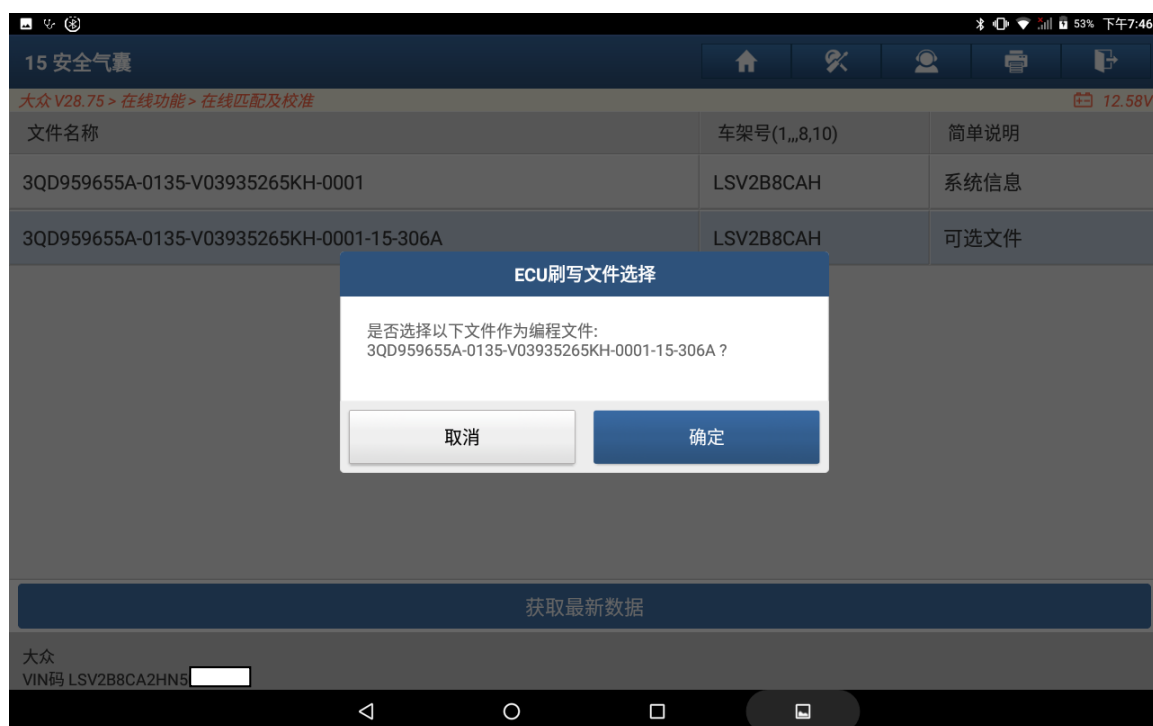 53% 下午7:46
15 安全气囊
大众 V28.75 > 在线功能 > 在线匹配及校准
12.58V
文件名称 车架号(1,,,8,10) 简单说明
3QD959655A-0135-V03935265KH-0001 LSV2B8CAH 系统信息
3QD959655A-0135-V03935265KH-0001-15-306A LSV2B8CAH 可选文件
ECU刷写文件选择
是否选择以下文件作为编程文件:
3QD959655A-0135-V03935265KH-0001-15-306A ?
取消 确定
获取最新数据
大众
VIN码 LSV2B8CA2HN5